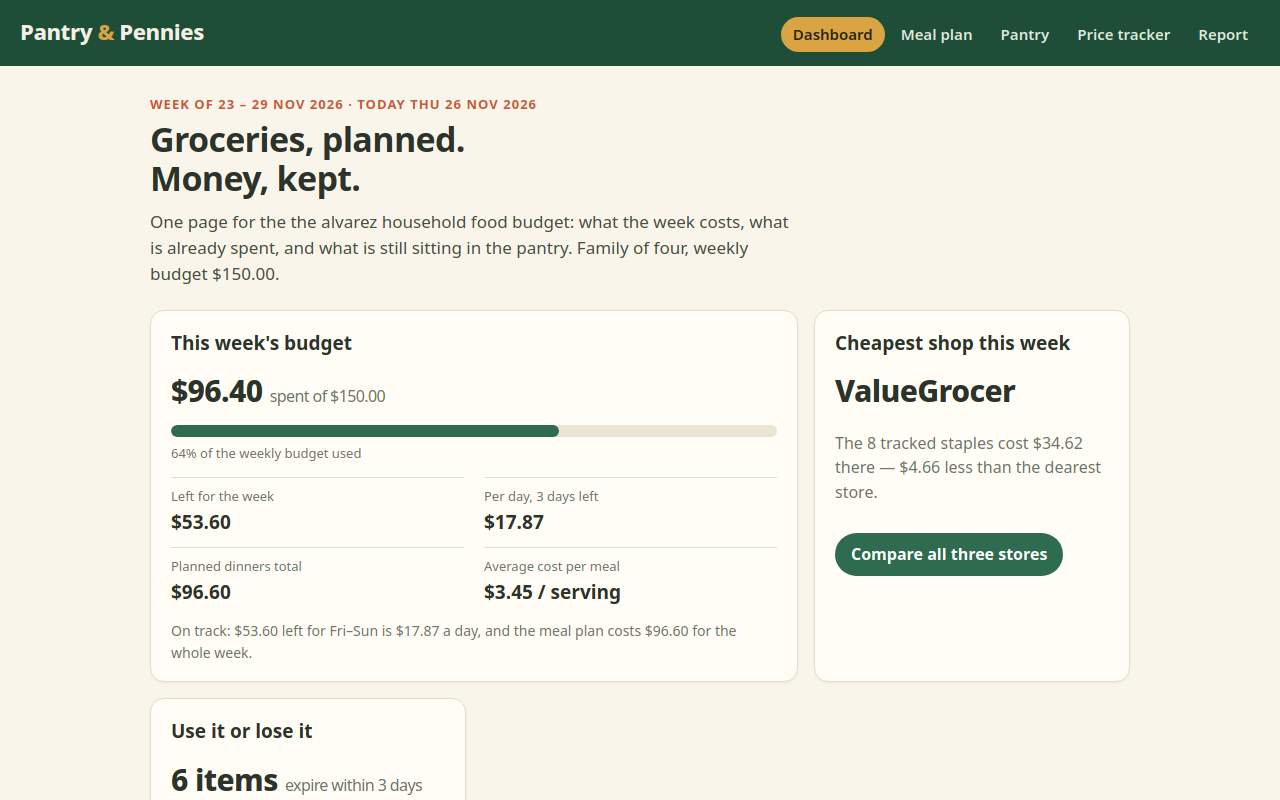 Pantry & Pennies
Dashboard
Meal plan
Pantry
Price tracker
Report
WEEK OF 23 – 29 NOV 2026 · TODAY THU 26 NOV 2026
Groceries, planned.
Money, kept.
One page for the the alvarez household food budget: what the week costs, what
is already spent, and what is still sitting in the pantry. Family of four, weekly
budget $150.00.
This week's budget
$96.40 spent of $150.00
64% of the weekly budget used
Left for the week
$53.60
Per day, 3 days left
$17.87
Planned dinners total
$96.60
Average cost per meal
$3.45 / serving
On track: $53.60 left for Fri–Sun is $17.87 a day, and the meal plan costs $96.60 for the
whole week.
Cheapest shop this week
ValueGrocer
The 8 tracked staples cost $34.62
there — $4.66 less than the dearest
store.
Compare all three stores
Use it or lose it
6 items expire within 3 days